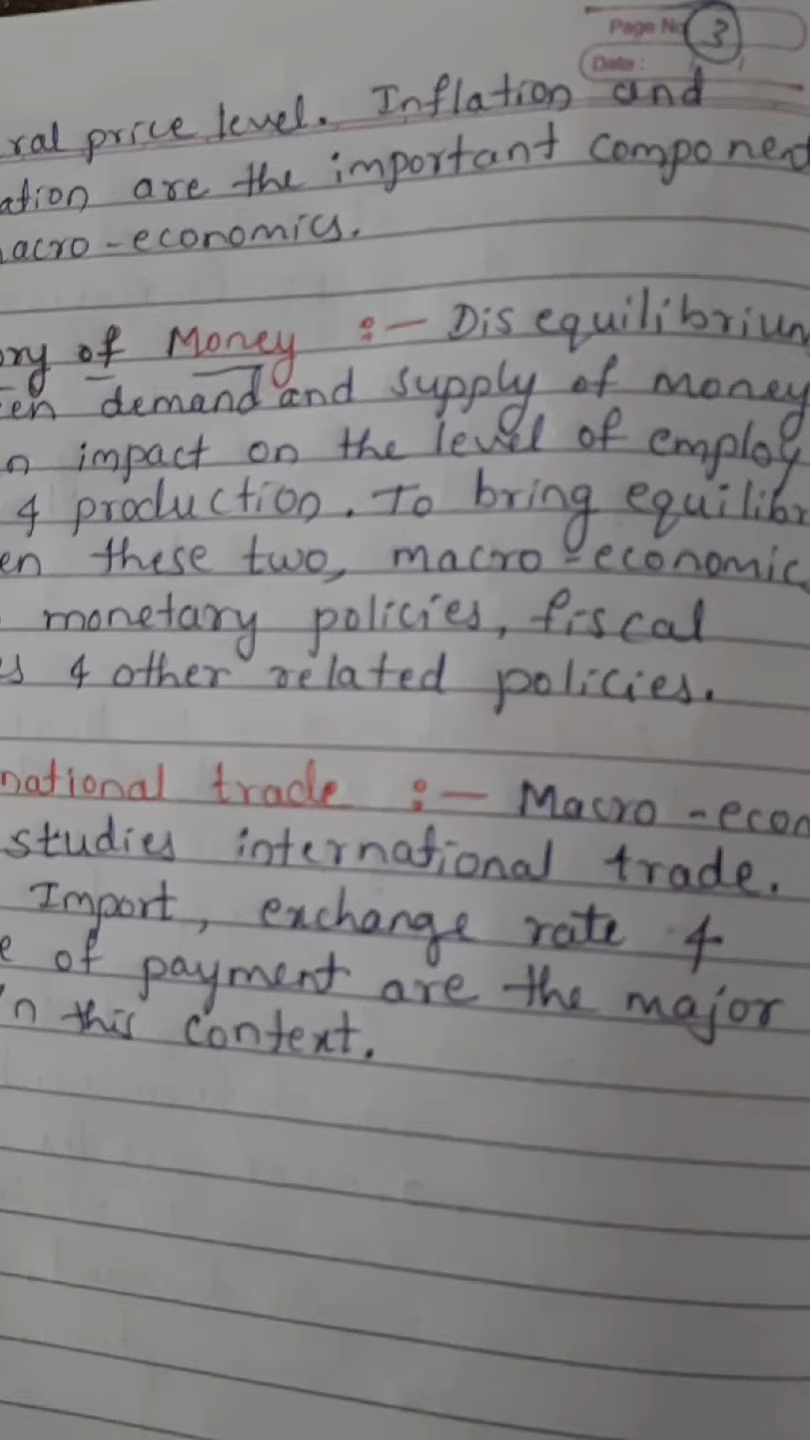 Page No 3
Date :
ral price level. Inflation and
ation are the important component
acro-economics.
ory of Money :- Disequilibrium
en demand and supply of money
n impact on the level of employ
4 production. To bring equilibr
en these two, macro-economic
monetary policies, fiscal
es 4 other related policies.
national trade :- Macro-econ
studies international trade.
Import, exchange rate 4
e of payment are the major
in this context.